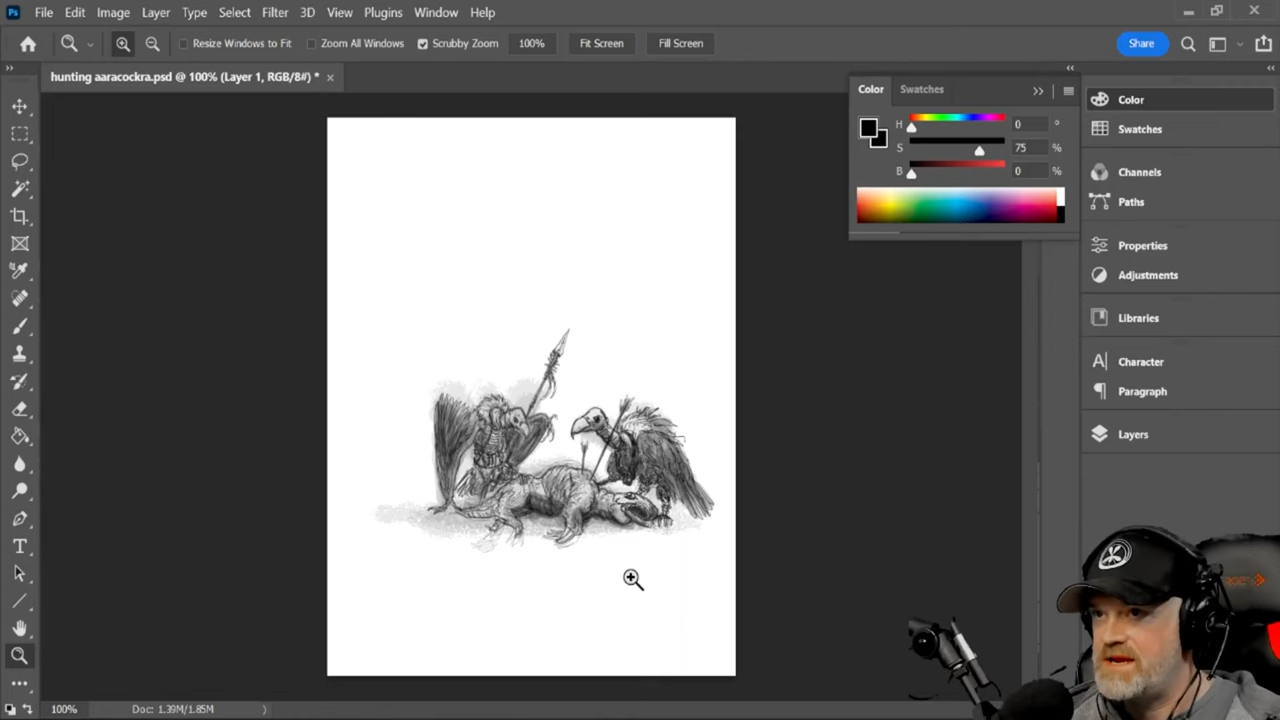 Ps File Edit Image Layer Type Select Filter 3D View Plugins Window Help
Resize Windows to Fit Zoom All Windows Scrubby Zoom 100% Fit Screen Fill Screen Share
hunting aaracockra.psd @ 100% (Layer 1, RGB/8#) * ×
Color Swatches
H 0 °
S 75 %
B 0 %
Color
Swatches
Channels
Paths
Properties
Adjustments
Libraries
Character
Paragraph
Layers
100% Doc: 1.39M/1.85M